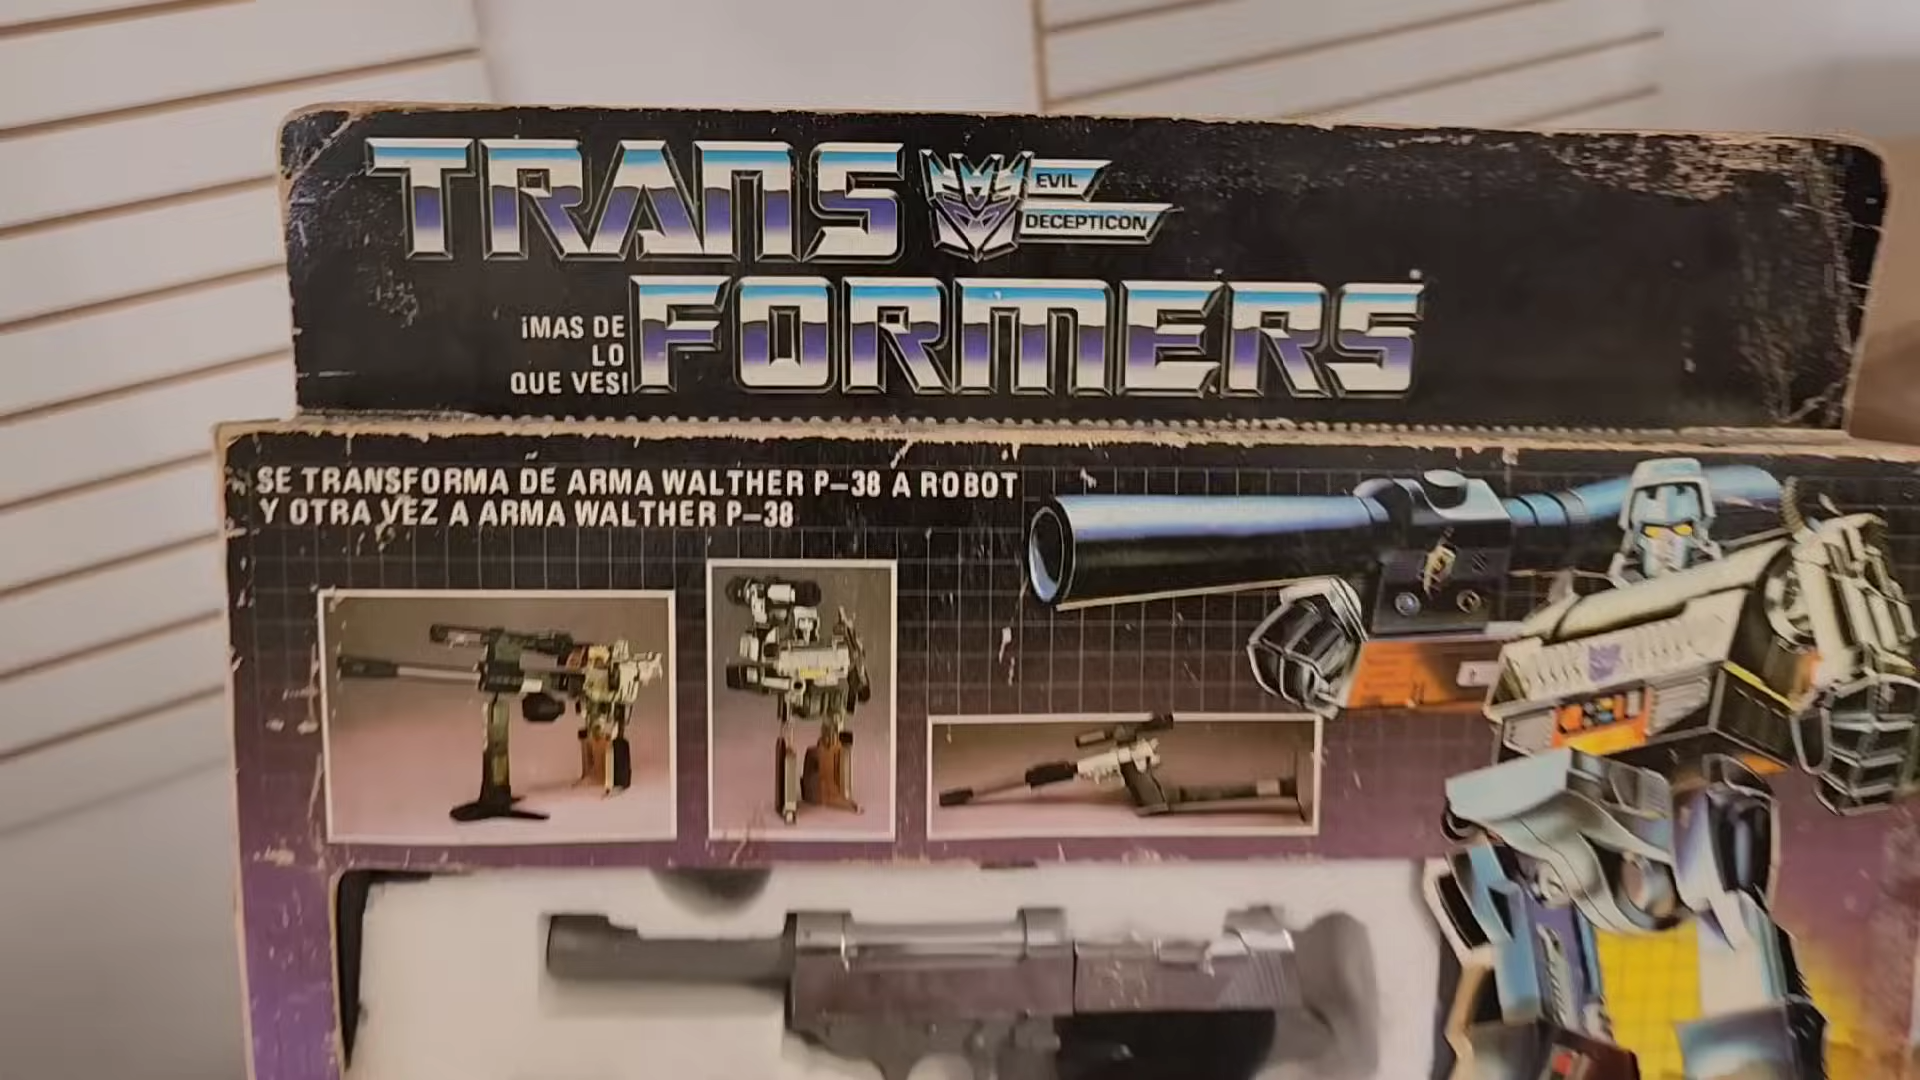 TRANS
EVIL
DECEPTICON
¡MAS DE
LO
QUE VES!
FORMERS
SE TRANSFORMA DE ARMA WALTHER P-38 A ROBOT
Y OTRA VEZ A ARMA WALTHER P-38